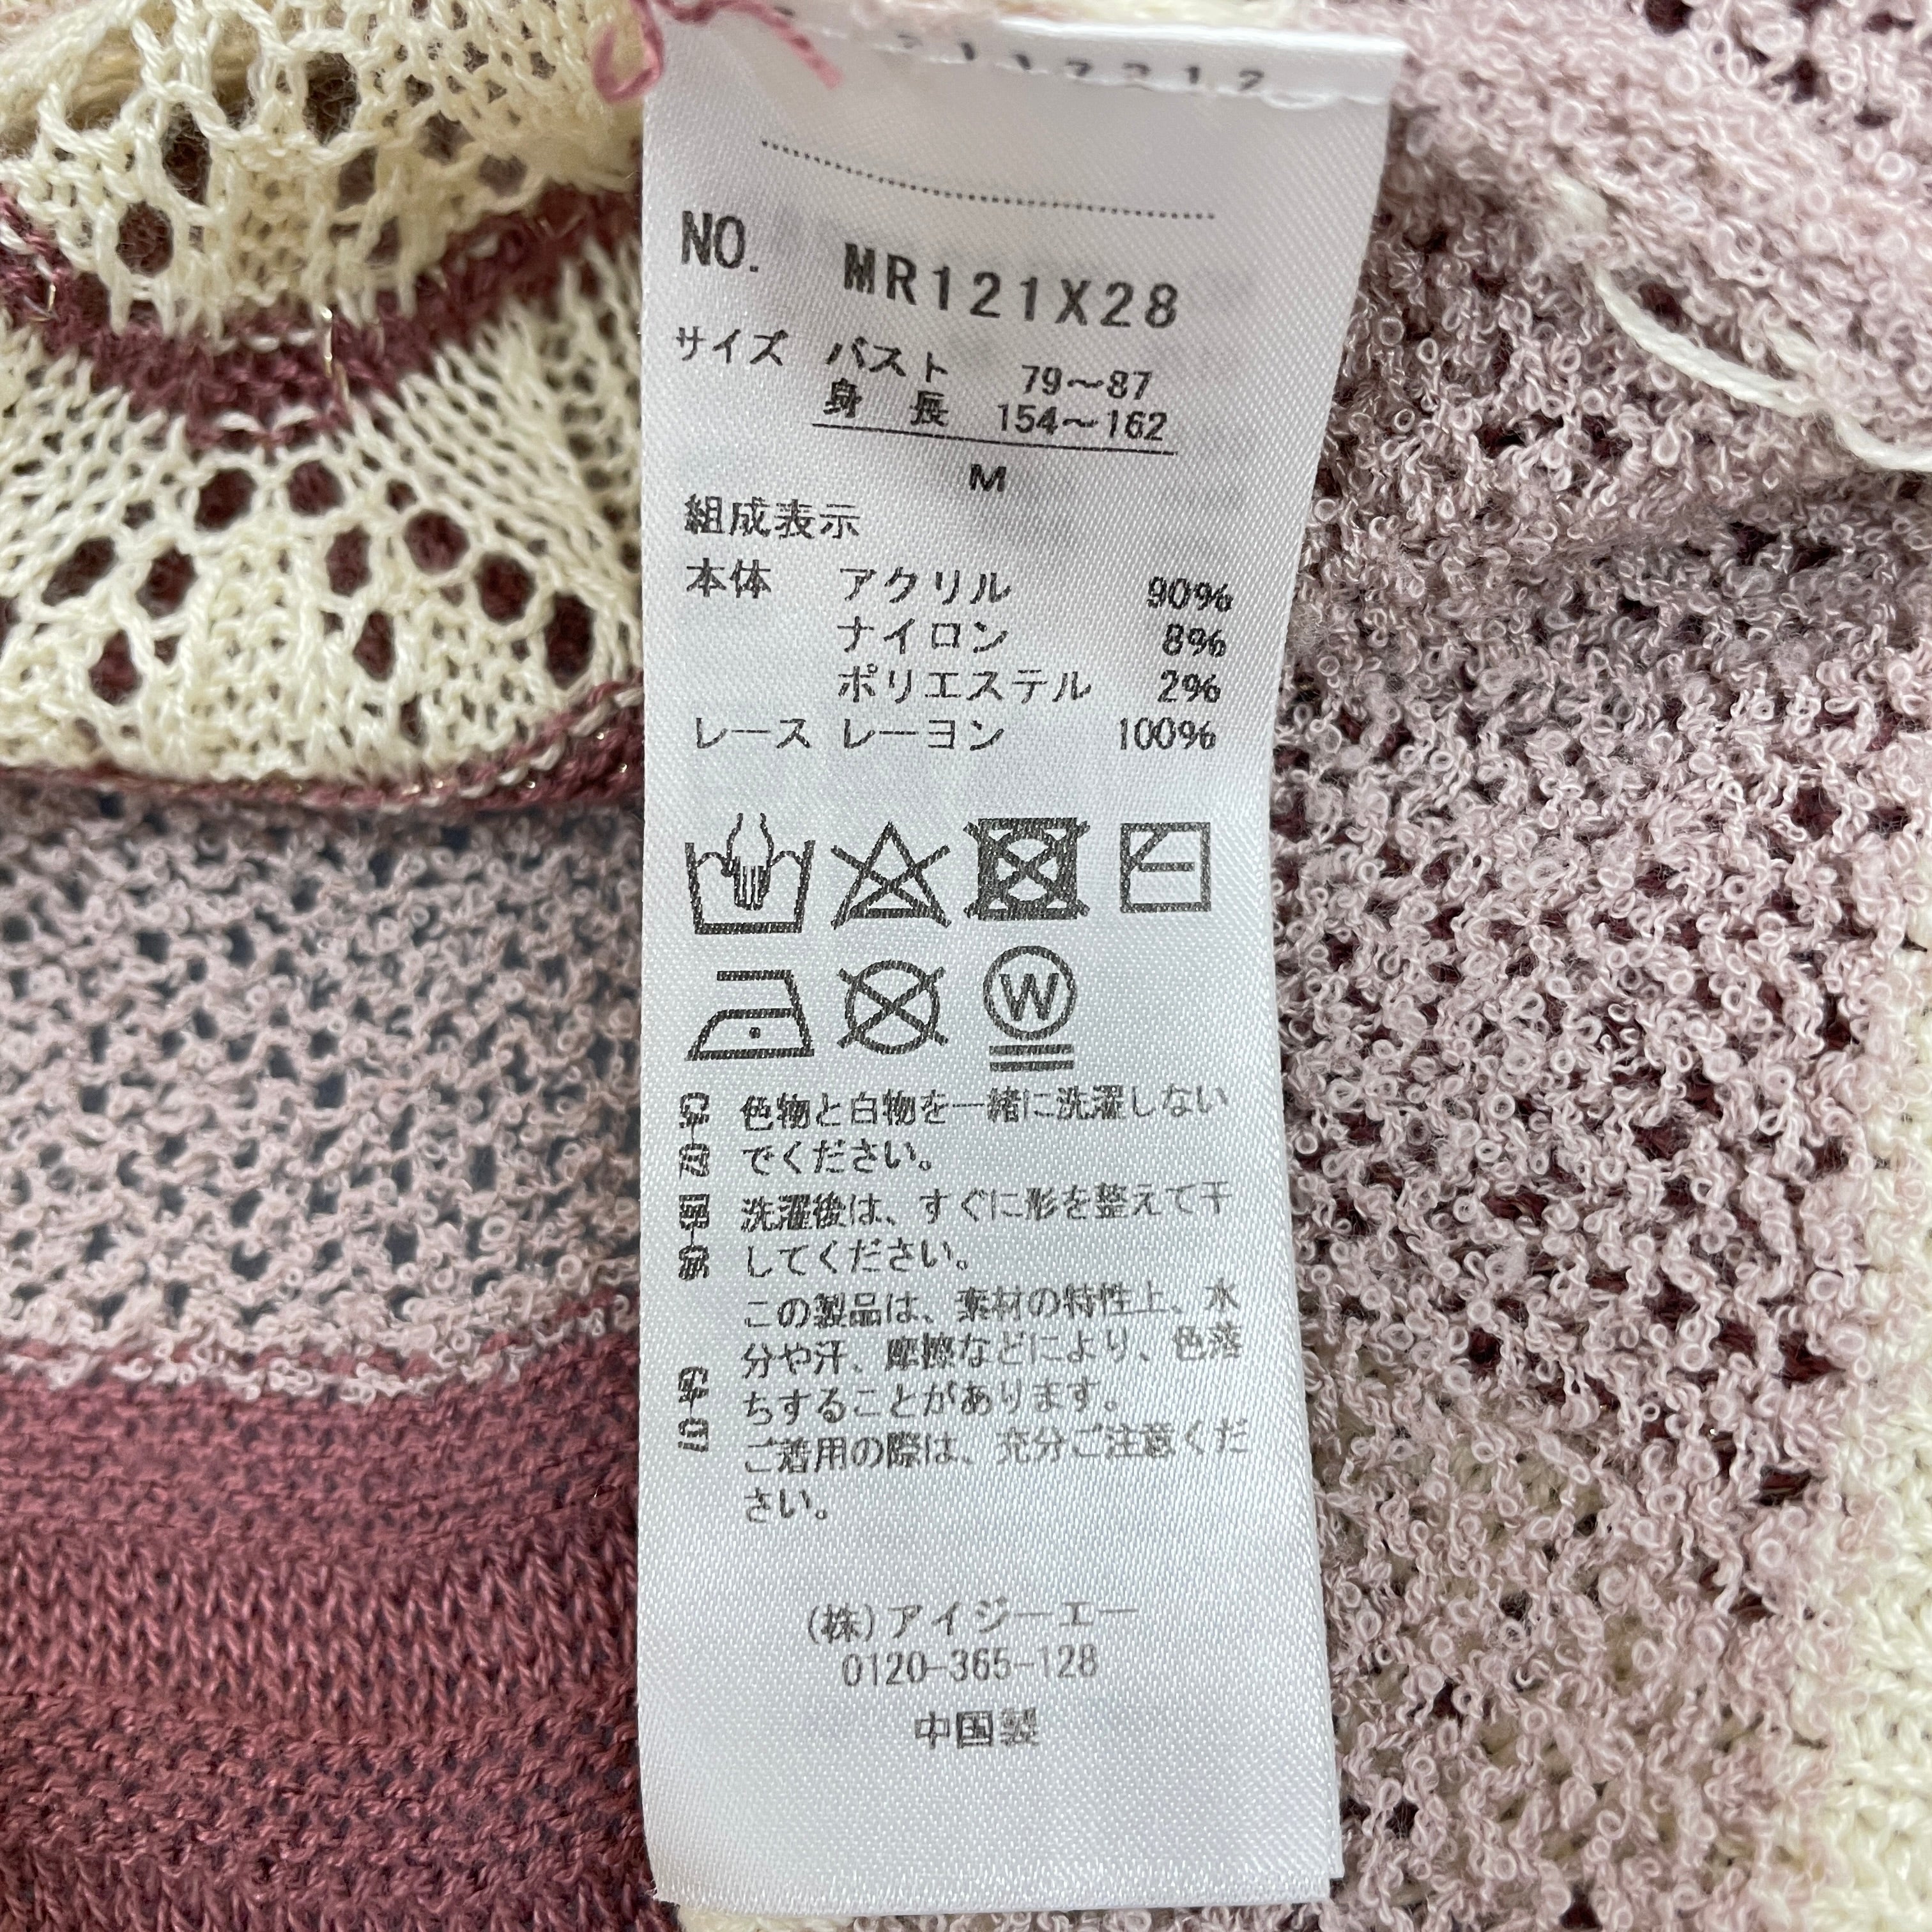 NO. MR121X28
サイズ バスト 79～87
身 長 154～162
M
組成表示
本体 アクリル 90%
ナイロン 8%
ポリエステル 2%
レース レーヨン 100%
W
色物と白物を一緒に洗濯しない
でください。
洗濯後は、すぐに形を整えて干
してください。
この製品は、素材の特性上、水
分や汗、摩擦などにより、色落
ちすることがあります。
ご着用の際は、充分ご注意くだ
さい。
(株)アイジーエー
0120-365-128
中国製